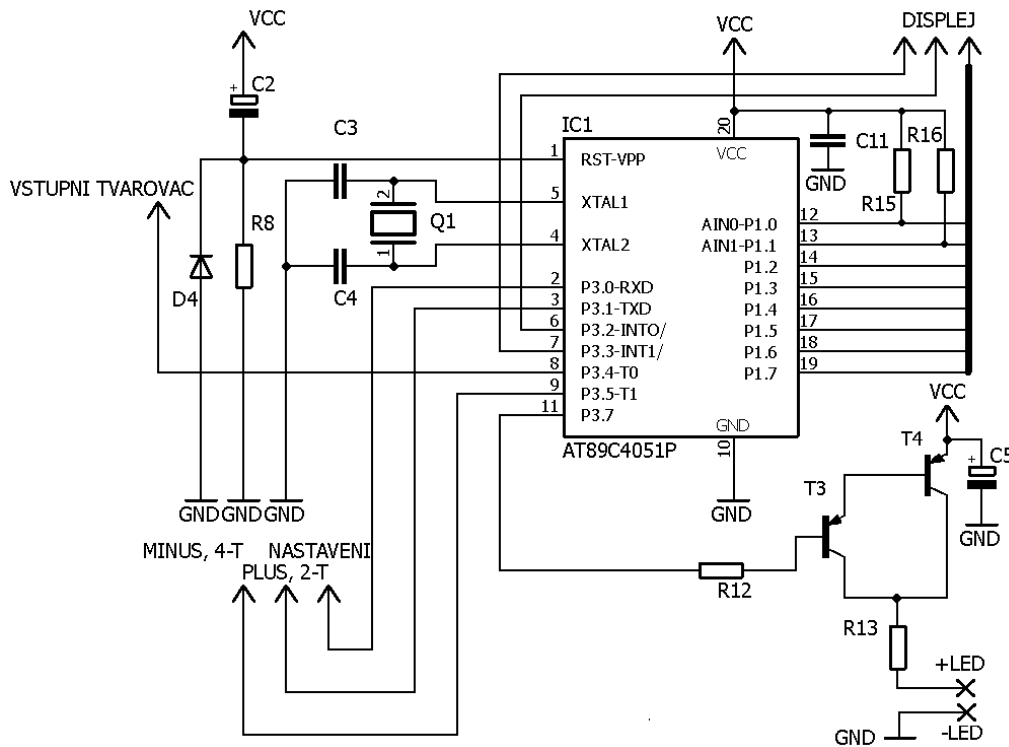 VCC
VCC
DISPLEJ
+
C2
C3
IC1
20
VCC
C11
R16
1
RST-VPP
GND
VSTUPNI TVAROVAC
5
XTAL1
2
R15
12
AIN0-P1.0
R8
Q1
4
XTAL2
13
AIN1-P1.1
1
14
P1.2
D4
C4
2
P3.0-RXD
15
P1.3
3
P3.1-TXD
16
P1.4
6
P3.2-INT0/
17
P1.5
7
P3.3-INT1/
18
P1.6
8
P3.4-T0
19
P1.7
9
P3.5-T1
VCC
11
P3.7
GND
AT89C4051P
10
T4
+
C5
T3
GND
GND
GND
GND
GND
MINUS, 4-T
NASTAVENI
PLUS, 2-T
R12
R13
+LED
-LED
GND